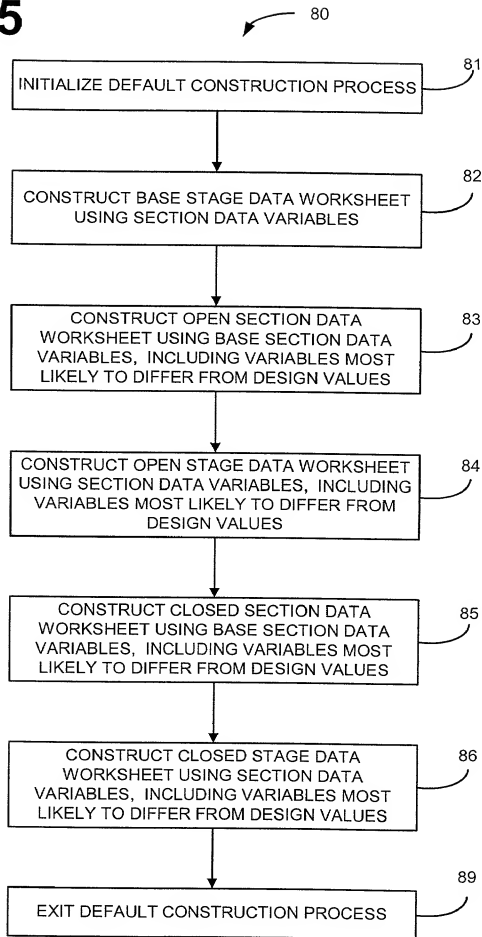 5
80
INITIALIZE DEFAULT CONSTRUCTION PROCESS
81
CONSTRUCT BASE STAGE DATA WORKSHEET
USING SECTION DATA VARIABLES
82
CONSTRUCT OPEN SECTION DATA
WORKSHEET USING BASE SECTION DATA
VARIABLES, INCLUDING VARIABLES MOST
LIKELY TO DIFFER FROM DESIGN VALUES
83
CONSTRUCT OPEN STAGE DATA WORKSHEET
USING SECTION DATA VARIABLES, INCLUDING
VARIABLES MOST LIKELY TO DIFFER FROM
DESIGN VALUES
84
CONSTRUCT CLOSED SECTION DATA
WORKSHEET USING BASE SECTION DATA
VARIABLES, INCLUDING VARIABLES MOST
LIKELY TO DIFFER FROM DESIGN VALUES
85
CONSTRUCT CLOSED STAGE DATA
WORKSHEET USING SECTION DATA
VARIABLES, INCLUDING VARIABLES MOST
LIKELY TO DIFFER FROM DESIGN VALUES
86
EXIT DEFAULT CONSTRUCTION PROCESS
89